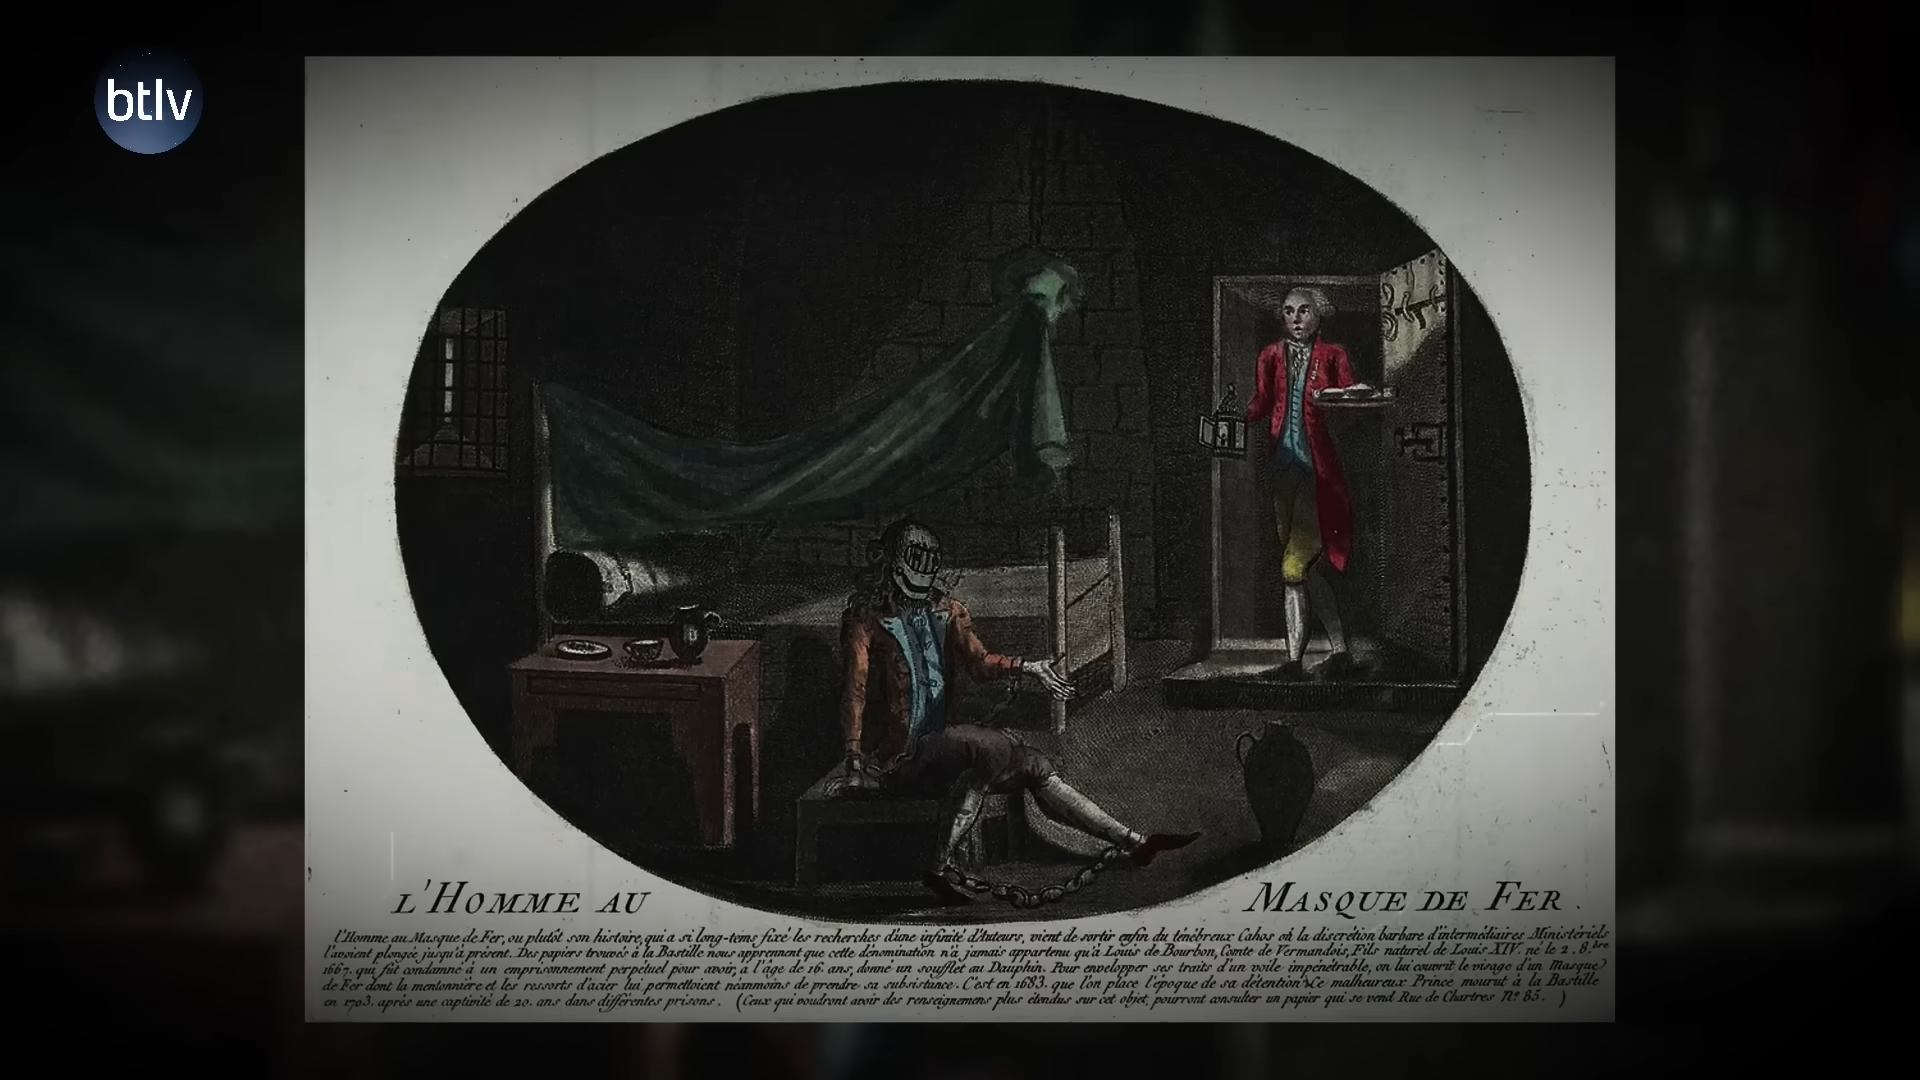 btlv
L'HOMME AU MASQUE DE FER.
l'Homme au Masque de Fer, ou plutôt son histoire, qui a si long-tems fixé les recherches d'une infinité d'Auteurs, vient de sortir enfin du ténébreux Cahos où la discrétion barbare d'intermédiaires Ministériels
l'avoient plongée jusqu'à présent. Des papiers trouvés à la Bastille nous apprennent que cette dénomination n'a jamais appartenu qu'à Louis de Bourbon, Comte de Vermandois, Fils naturel de Louis XIV. né le 2. 8.bre
1667. qui fût condamné à un emprisonnement perpétuel pour avoir, à l'âge de 16. ans, donné un soufflet au Dauphin. Pour envelopper ses traits d'un voile impénétrable, on lui couvrit le visage d'un Masque
de Fer dont la mentonnière et les ressorts d'acier lui permettoient néanmoins de prendre sa subsistance. C'est en 1683. que l'on place l'époque de sa détention. Ce malheureux Prince mourut à la Bastille
en 1703. après une captivité de 20. ans dans différentes prisons. (Ceux qui voudront avoir des renseignemens plus étendus sur cet objet, pourront consulter un papier qui se vend Rue de Chartres N.º 85. )